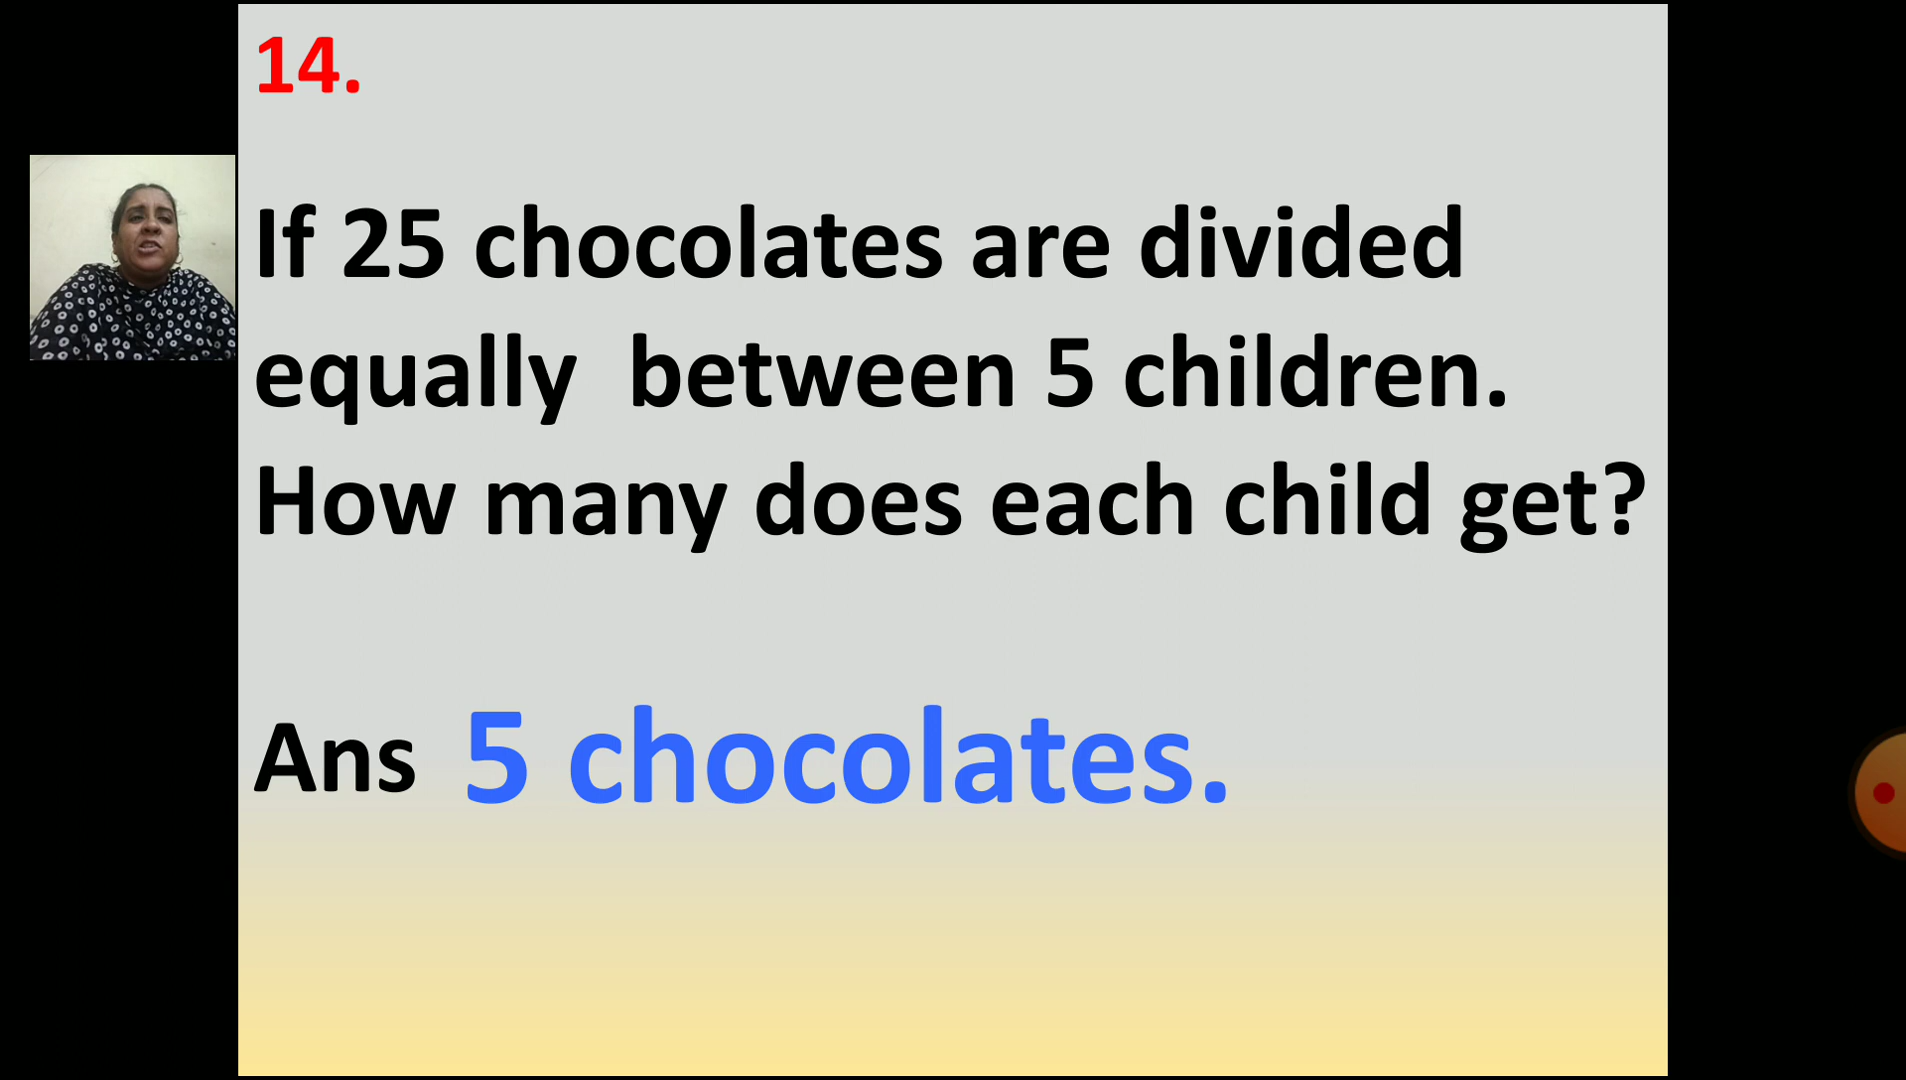 14.
If 25 chocolates are divided
equally between 5 children.
How many does each child get?
Ans 5 chocolates.